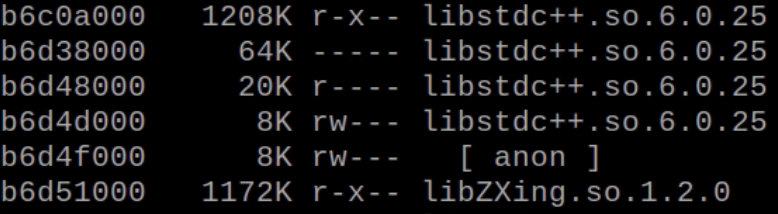 b6c0a000 1208K r-x-- libstdc++.so.6.0.25
b6d38000 64K ----- libstdc++.so.6.0.25
b6d48000 20K r---- libstdc++.so.6.0.25
b6d4d000 8K rw--- libstdc++.so.6.0.25
b6d4f000 8K rw--- [ anon ]
b6d51000 1172K r-x-- libZXing.so.1.2.0